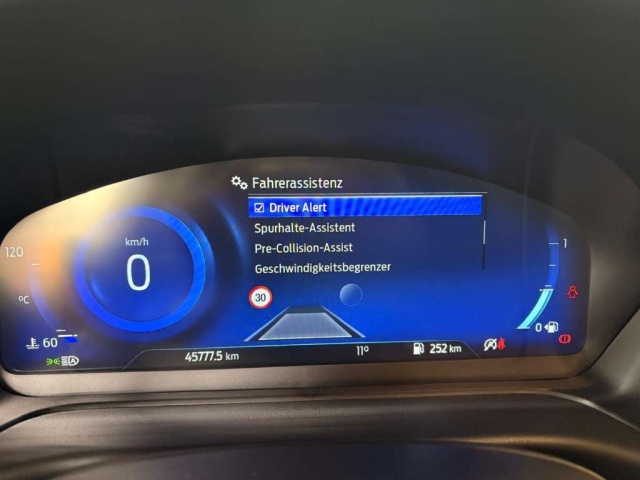 Fahrerassistenz
Driver Alert
Spurhalte-Assistent
Pre-Collision-Assist
Geschwindigkeitsbegrenzer
km/h
0
120
°C
60
30
1
0
A
45777.5 km
11°
252 km